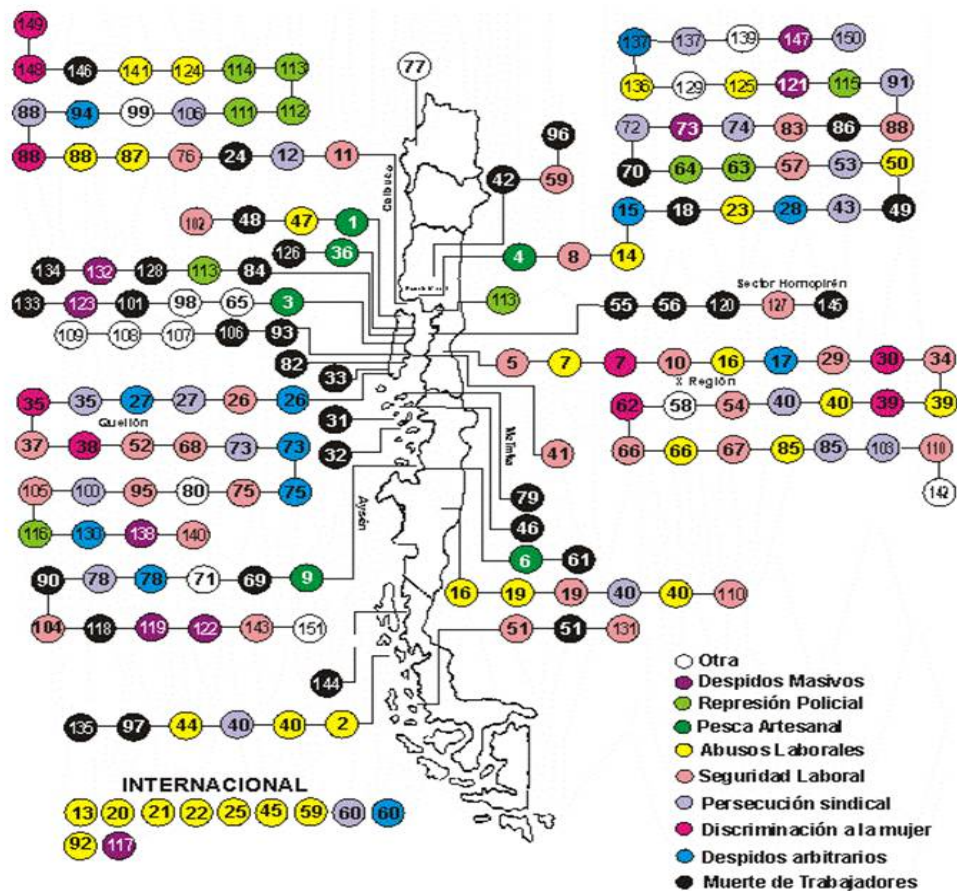 149
77
137 137 139 147 150
148 146 141 124 114 113
136 129 125 121 115 91
88 94 99 106 111 112
72 73 74 83 86 88
96
88 88 87 76 24 12 11
42 59
70 64 63 57 53 50
Calbuco
102 48 47 1
15 18 23 28 43 49
126 36
4 8 14
134 132 128 113 84
113
Sector Hornopirén
133 123 101 98 65 3
55 56 120 127 145
109 108 107 106 93
82
33
5 7 7 10 16 17 29 30 34
X Región
35 35 27 27 26 26
62 58 54 40 40 39 39
Quellón
31
Melinka
37 38 52 68 73 73
32
41
66 66 67 85 85 103 110
105 100 95 80 75 75
79
142
Aysén
116 130 138 140
46
6 61
90 78 78 71 69 9
16 19 19 40 40 110
104 118 119 122 143 151
51 51 131
144
135 97 44 40 40 2
INTERNACIONAL
13 20 21 22 25 45 59 60 60
92 117
Otra
Despidos Masivos
Represión Policial
Pesca Artesanal
Abusos Laborales
Seguridad Laboral
Persecución sindical
Discriminación a la mujer
Despidos arbitrarios
Muerte de Trabajadores